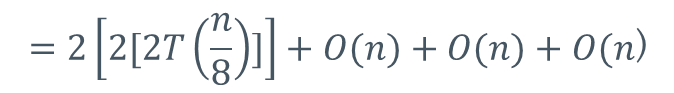 = 2 [2[2T (n/8)]] + O(n) + O(n) + O(n)